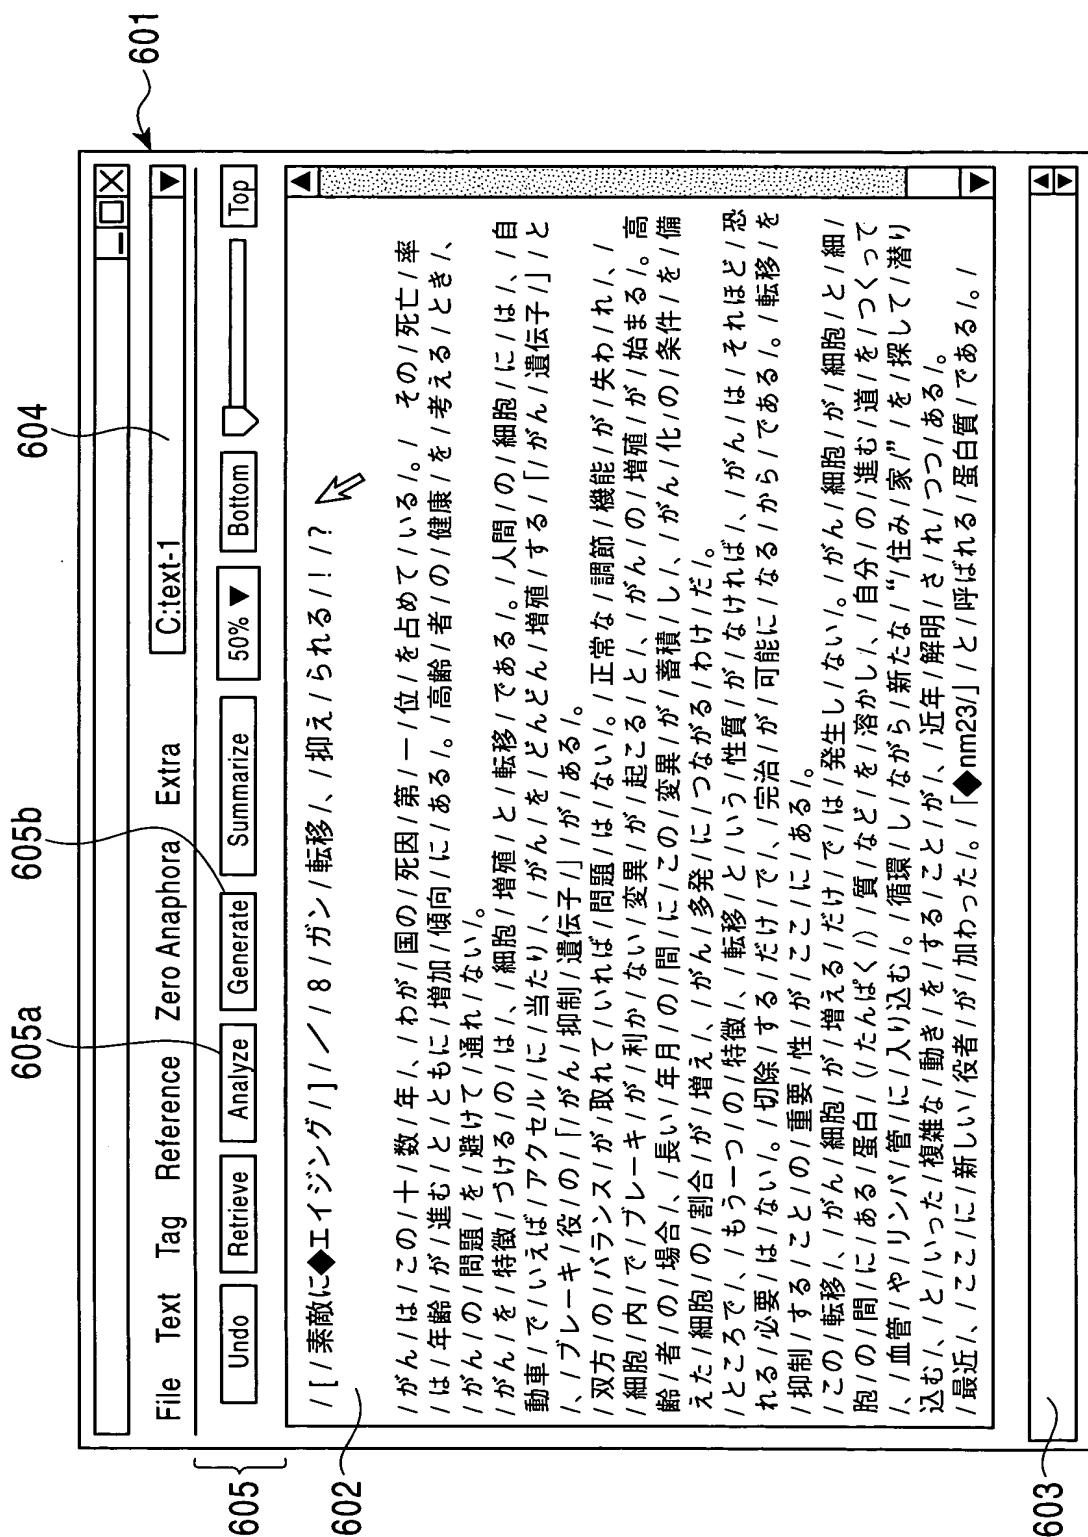 601
604
605b
605a
File Text Tag Reference Zero Anaphora Extra
C:text-1
605
Undo Retrieve Analyze Generate Summarize 50% ▼ Bottom Top
602
/[/素敵に◆エイジング/]/／/8/ガン/転移/、/抑え/られる/!/?
/がん/は/この/十/数/年/、/わが/国の/死因/第/一/位/を占めて/いる/。/ その/死亡/率
/は/年齢/が/進む/と/ともに/増加/傾向/に/ある/。/高齢/者/の/健康/を/考える/とき/、
/がん/の/問題/を/避けて/通れ/ない/。
/がん/を/特徴/づける/の/は/、/細胞/増殖/と/転移/である/。/人間/の/細胞/に/は/、/自
動車/で/いえば/アクセル/に/当たり/、/がん/を/どんどん/増殖/する/「/がん/遺伝子/」/と
/、/ブレーキ/役/の/「/がん/抑制/遺伝子/」/が/ある/。
/双方/の/バランス/が/取れて/いれば/問題/は/ない/。/正常/な/調節/機能/が/失わ/れ/、/
/細胞/内/で/ブレーキ/が/利か/ない/変異/が/起こる/と/、/がん/の/増殖/が/始まる/。高
齢/者/の/場合/、/長い/年月/の/間/に/この/変異/が/蓄積/し/、/がん/化/の/条件/を/備
えた/細胞/の/割合/が/増え/、/がん/多発/に/つながる/わけ/だ/。
/ところで/、/もう一つ/の/特徴/、/転移/と/いう/性質/が/なければ/、/がん/は/それほど/恐
れる/必要/は/ない/。/切除/する/だけ/で/、/完治/が/可能/に/なる/から/である/。/転移/を
/抑制/する/こと/の/重要/性/が/ここ/に/ある/。
/この/転移/、/がん/細胞/が/増える/だけ/で/は/発生/し/ない/。/がん/細胞/が/細胞/と/細/
胞/の/間/に/ある/蛋白/（/たんぱく/）/質/など/を/溶かし/、/自分/の/進む/道/を/つくって
/、/血管/や/リンパ/管/に/入り込む/。/循環/し/ながら/新たな/“/住み/家/”/を/探して/潜り
込む/、/と/いった/複雑な/動き/を/する/こと/が/、/近年/解明/さ/れ/つつ/ある/。
/最近/、/ここ/に/新しい/役者/が/加わった/。/「◆nm23/」/と/呼ばれる/蛋白質/である/。/
603